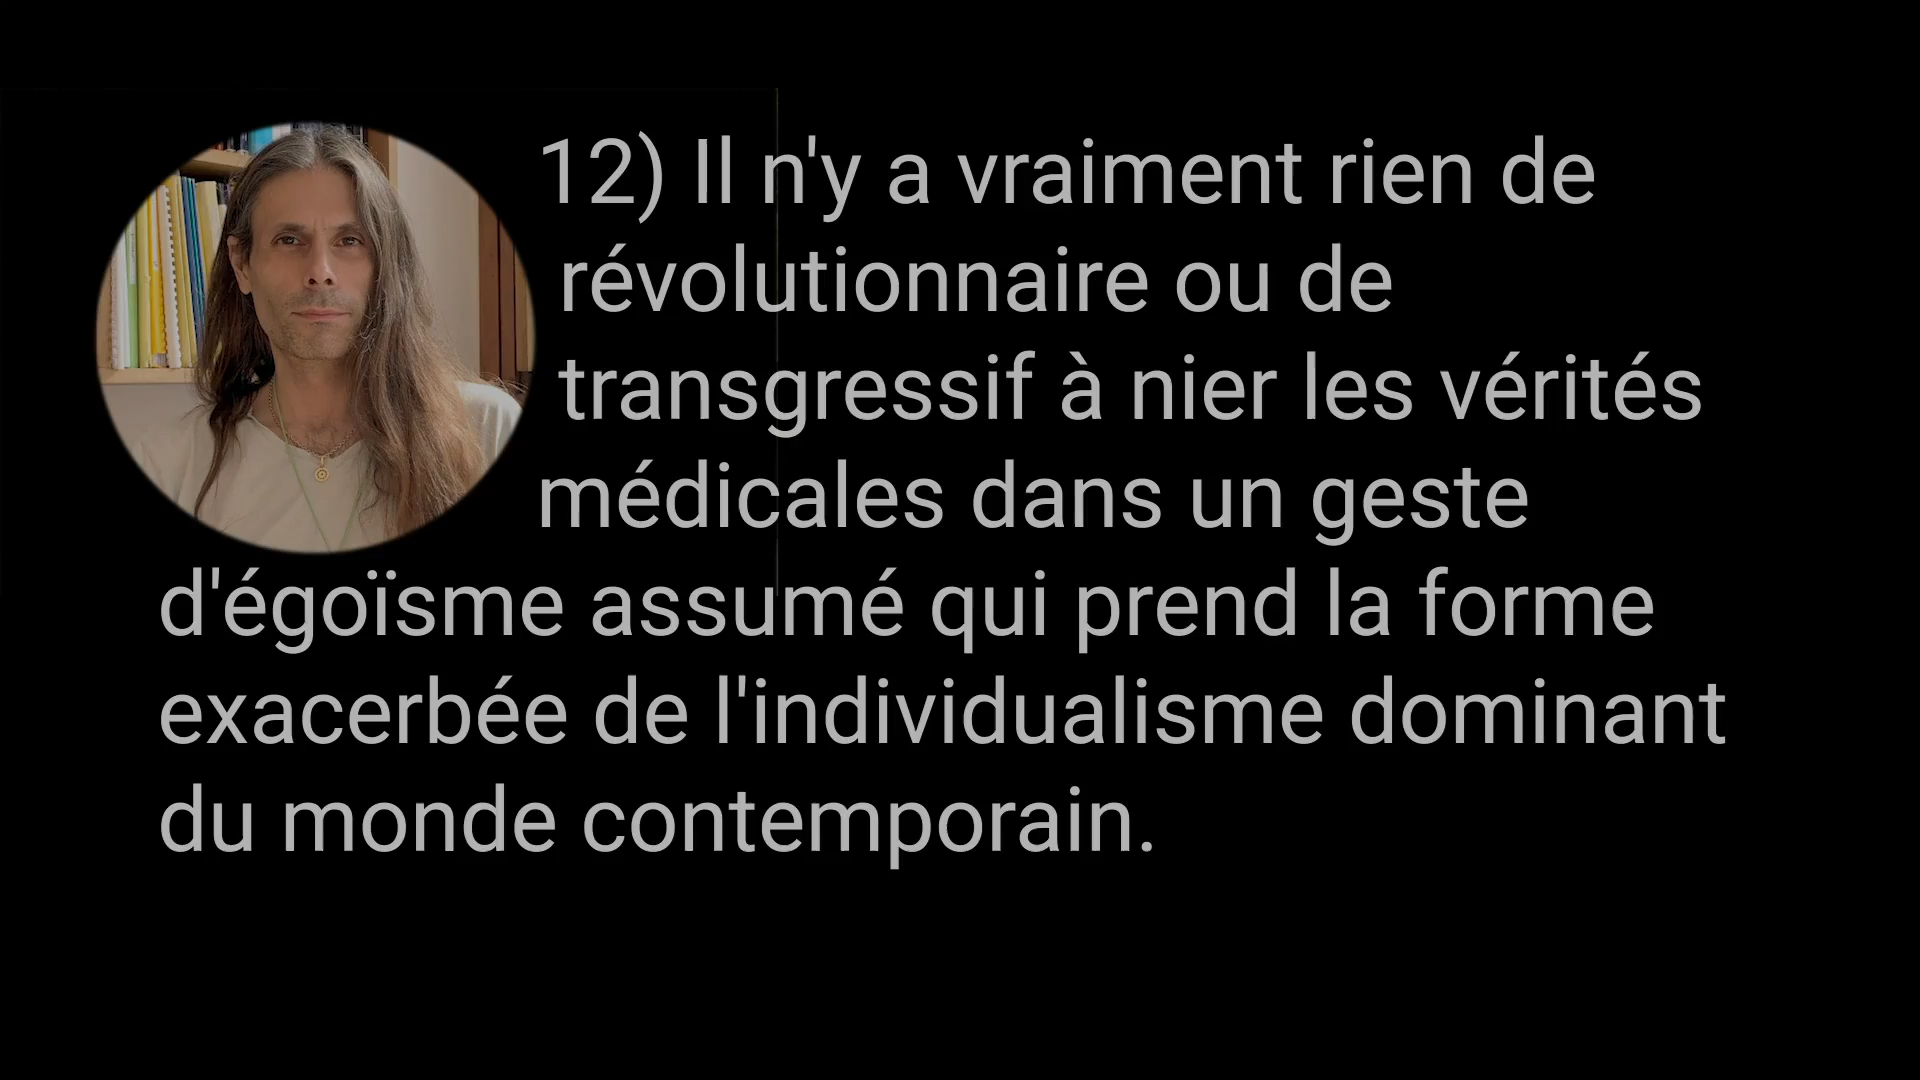 12) Il n'y a vraiment rien de
révolutionnaire ou de
transgressif à nier les vérités
médicales dans un geste
d'égoïsme assumé qui prend la forme
exacerbée de l'individualisme dominant
du monde contemporain.